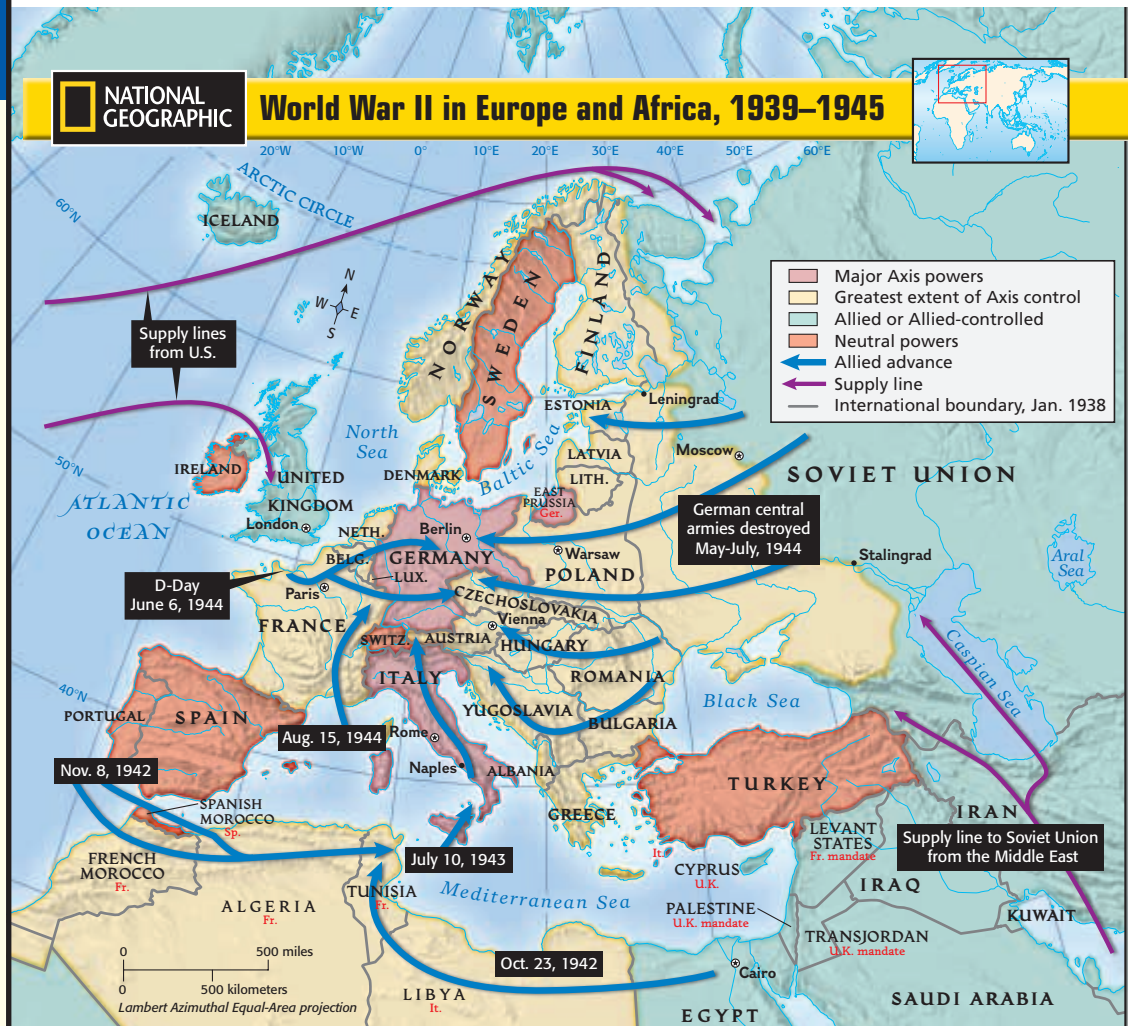 NATIONAL
GEOGRAPHIC
World War II in Europe and Africa, 1939–1945
20°W
10°W
0°
10°E
20°E
30°E
40°E
50°E
60°E
60°N
50°N
40°N
ARCTIC CIRCLE
ICELAND
N
W
E
S
Supply lines
from U.S.
Major Axis powers
Greatest extent of Axis control
Allied or Allied-controlled
Neutral powers
Allied advance
Supply line
International boundary, Jan. 1938
NORWAY
SWEDEN
FINLAND
ESTONIA
Leningrad
North
Sea
Baltic Sea
LATVIA
LITH.
Moscow
SOVIET UNION
IRELAND
UNITED
KINGDOM
London
DENMARK
EAST
PRUSSIA
Ger.
ATLANTIC
OCEAN
NETH.
Berlin
BELG.
GERMANY
LUX.
Warsaw
POLAND
German central
armies destroyed
May-July, 1944
Stalingrad
Aral
Sea
D-Day
June 6, 1944
Paris
FRANCE
CZECHOSLOVAKIA
Vienna
SWITZ.
AUSTRIA
HUNGARY
ITALY
ROMANIA
Caspian Sea
PORTUGAL
SPAIN
YUGOSLAVIA
BULGARIA
Black Sea
Aug. 15, 1944
Rome
Naples
ALBANIA
Nov. 8, 1942
TURKEY
SPANISH
MOROCCO
Sp.
GREECE
IRAN
FRENCH
MOROCCO
Fr.
July 10, 1943
It.
LEVANT
STATES
Fr. mandate
Supply line to Soviet Union
from the Middle East
TUNISIA
Fr.
Mediterranean Sea
CYPRUS
U.K.
IRAQ
ALGERIA
Fr.
PALESTINE
U.K. mandate
KUWAIT
TRANSJORDAN
U.K. mandate
0
500 miles
0
500 kilometers
Lambert Azimuthal Equal-Area projection
Oct. 23, 1942
Cairo
LIBYA
It.
EGYPT
SAUDI ARABIA